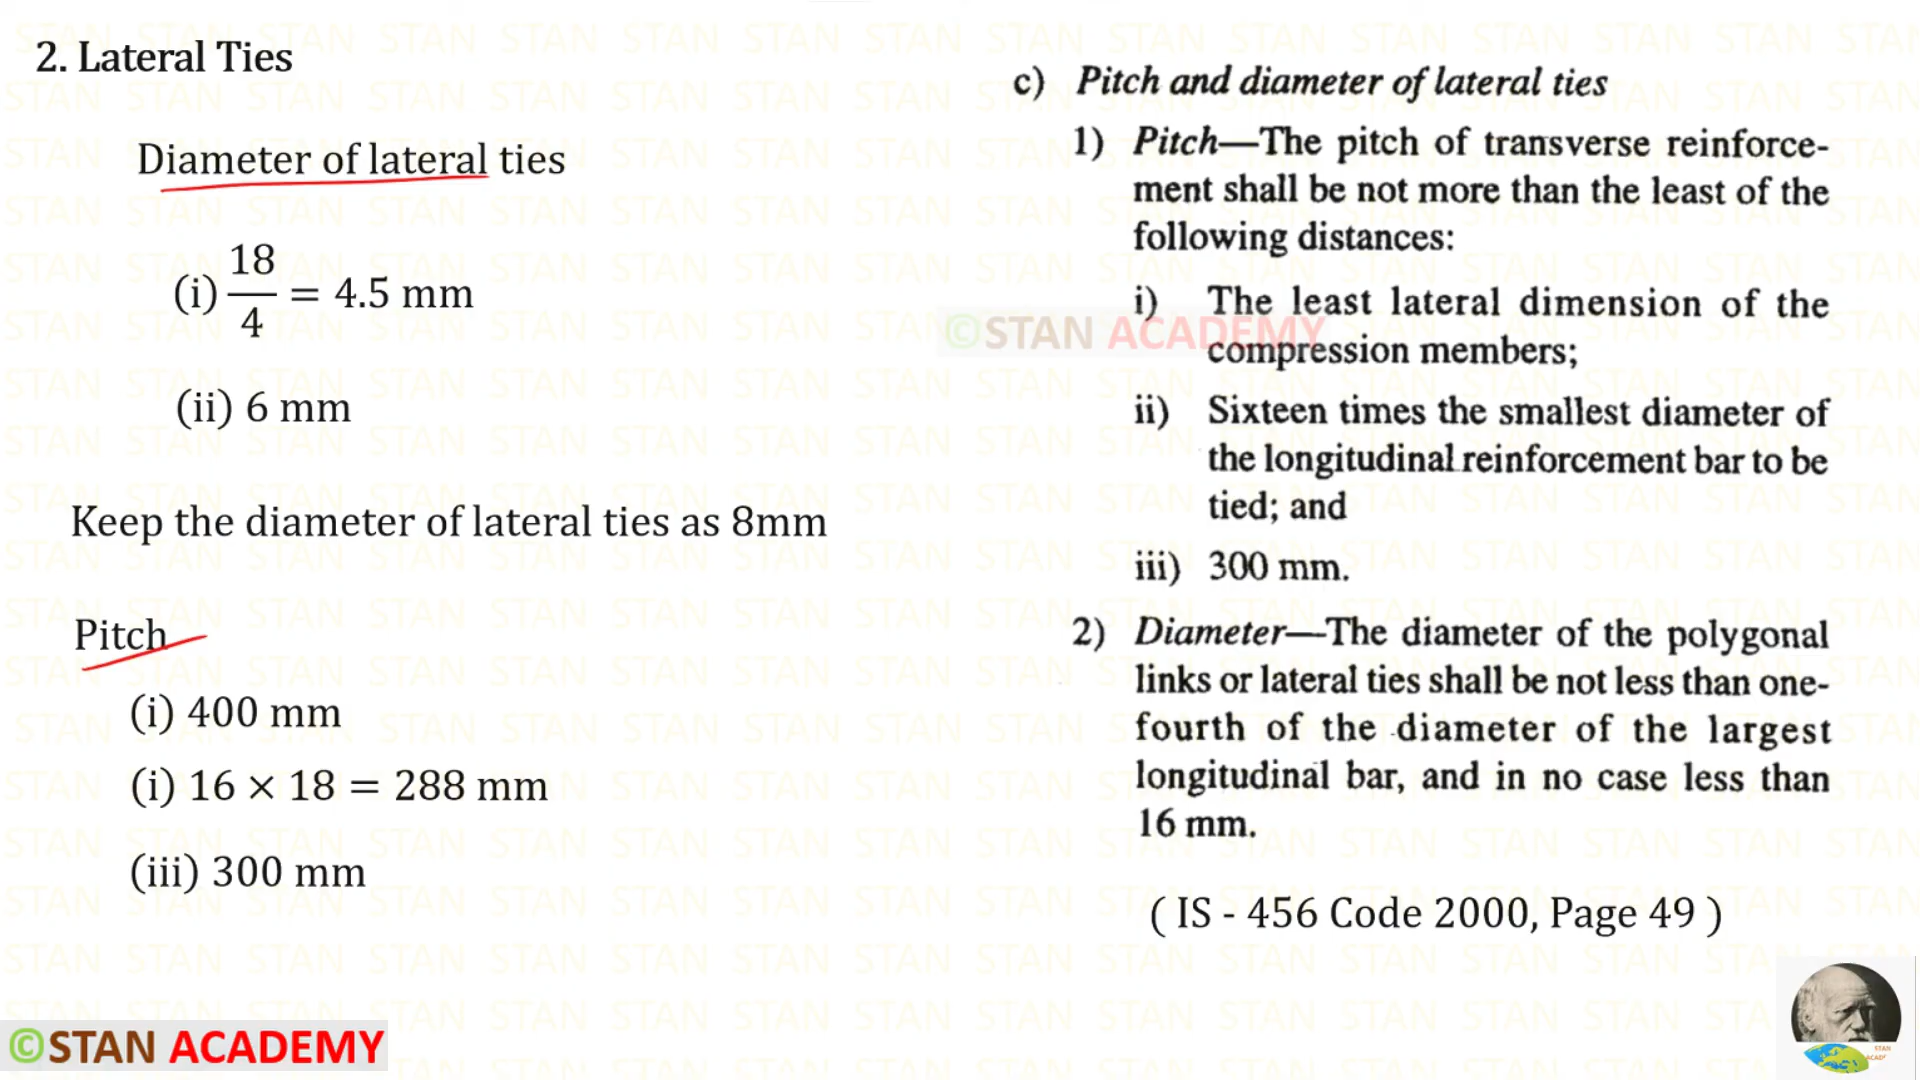 2. Lateral Ties
Diameter of lateral ties
(i) 18/4 = 4.5 mm
(ii) 6 mm
Keep the diameter of lateral ties as 8mm
Pitch
(i) 400 mm
(i) 16 × 18 = 288 mm
(iii) 300 mm
c) Pitch and diameter of lateral ties
1) Pitch—The pitch of transverse reinforce-
ment shall be not more than the least of the
following distances:
i) The least lateral dimension of the
compression members;
ii) Sixteen times the smallest diameter of
the longitudinal reinforcement bar to be
tied; and
iii) 300 mm.
2) Diameter—The diameter of the polygonal
links or lateral ties shall be not less than one-
fourth of the diameter of the largest
longitudinal bar, and in no case less than
16 mm.
( IS - 456 Code 2000, Page 49 )
©STAN ACADEMY
©STAN ACADEMY